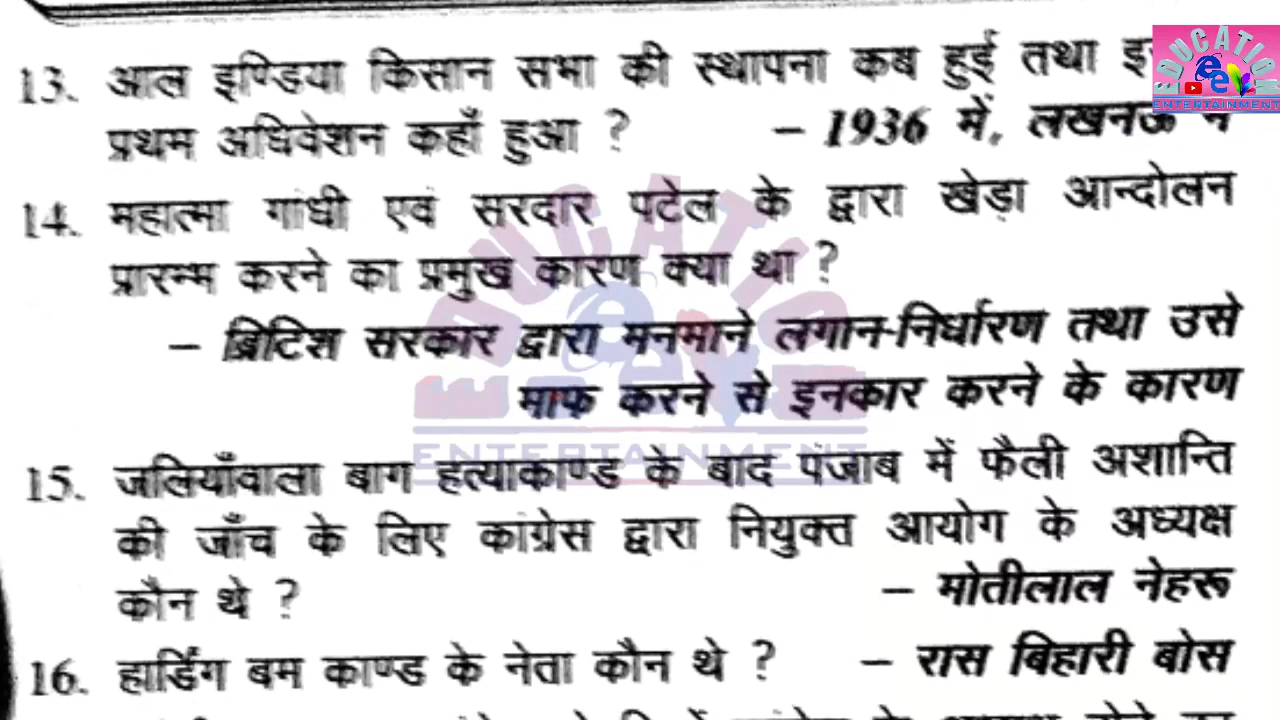 13. आल इण्डिया किसान सभा की स्थापना कब हुई तथा
प्रथम अधिवेशन कहाँ हुआ ? – 1936 में, लखनऊ में
14. महात्मा गांधी एवं सरदार पटेल के द्वारा खेड़ा आन्दोलन
प्रारम्भ करने का प्रमुख कारण क्या था ?
– ब्रिटिश सरकार द्वारा मनमाने लगान-निर्धारण तथा उसे
माफ करने से इनकार करने के कारण
15. जलियाँवाला बाग हत्याकाण्ड के बाद पंजाब में फैली अशान्ति
की जाँच के लिए कांग्रेस द्वारा नियुक्त आयोग के अध्यक्ष
कौन थे ? – मोतीलाल नेहरू
16. हार्डिंग बम काण्ड के नेता कौन थे ? – रास बिहारी बोस
EDUCATION
ENTERTAINMENT
ENTERTAINMENT